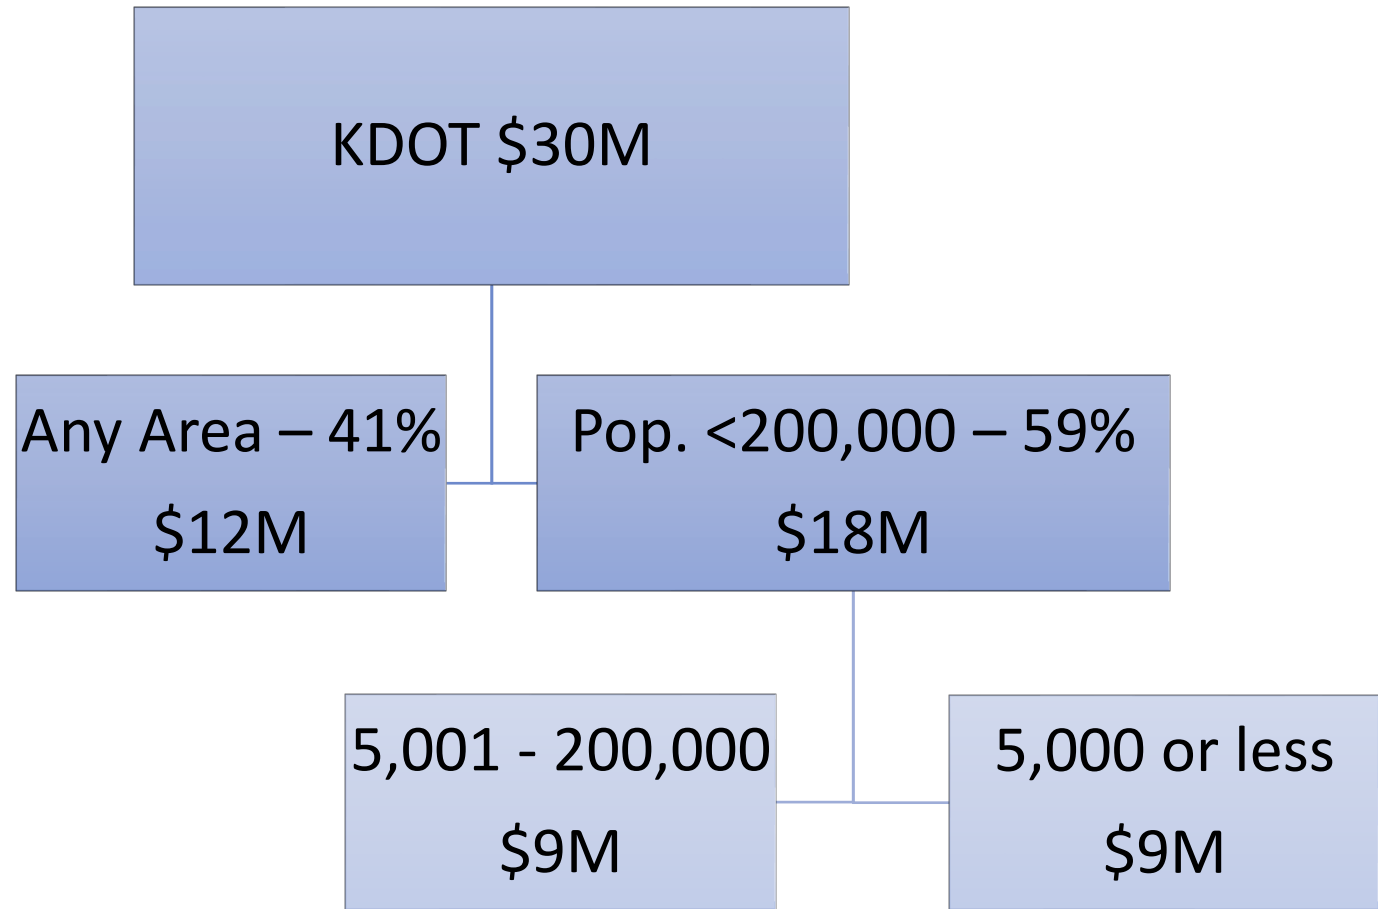 KDOT $30M
Any Area – 41%
$12M
Pop. <200,000 – 59%
$18M
5,001 - 200,000
$9M
5,000 or less
$9M